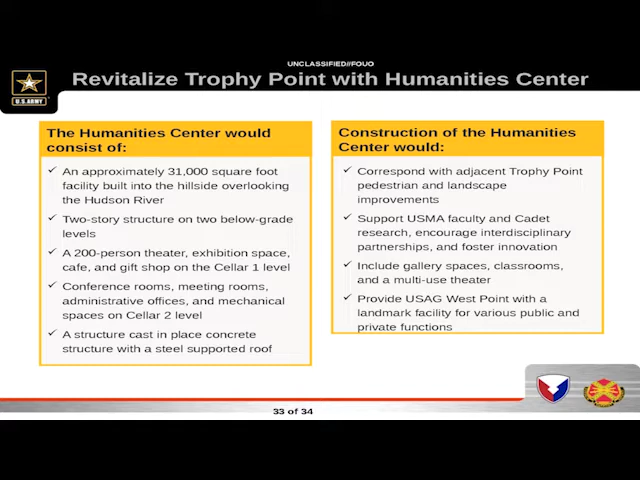 UNCLASSIFIED//FOUO
Revitalize Trophy Point with Humanities Center
U.S. ARMY
The Humanities Center would
consist of:
✓ An approximately 31,000 square foot
facility built into the hillside overlooking
the Hudson River
✓ Two-story structure on two below-grade
levels
✓ A 200-person theater, exhibition space,
cafe, and gift shop on the Cellar 1 level
✓ Conference rooms, meeting rooms,
administrative offices, and mechanical
spaces on Cellar 2 level
✓ A structure cast in place concrete
structure with a steel supported roof
Construction of the Humanities
Center would:
✓ Correspond with adjacent Trophy Point
pedestrian and landscape
improvements
✓ Support USMA faculty and Cadet
research, encourage interdisciplinary
partnerships, and foster innovation
✓ Include gallery spaces, classrooms,
and a multi-use theater
✓ Provide USAG West Point with a
landmark facility for various public and
private functions
33 of 34